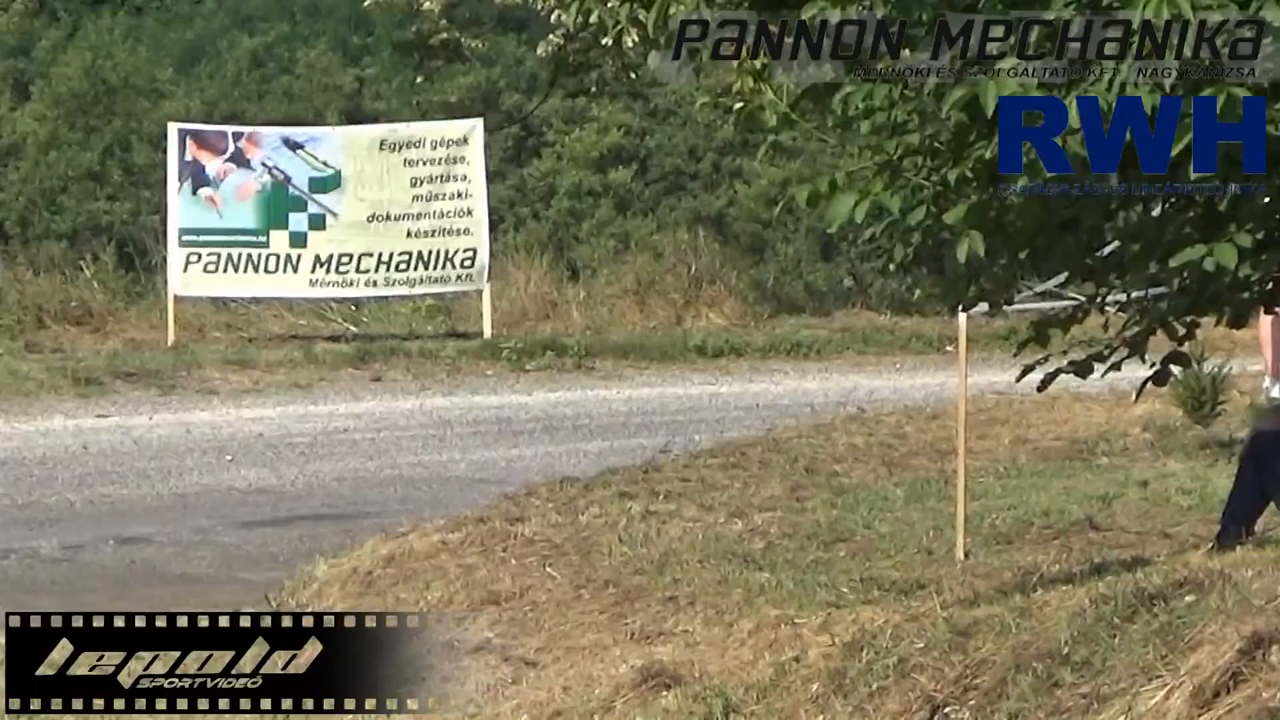 PANNON MECHANIKA
MÉRNÖKI ÉS SZOLGÁLTATÓ KFT. NAGYKANIZSA
RWH
Egyedi gépek
tervezése,
gyártása,
műszaki-
dokumentációk
készítése.
PANNON MECHANIKA
Mérnöki és Szolgáltató Kft.
lepold
SPORTVIDEÓ